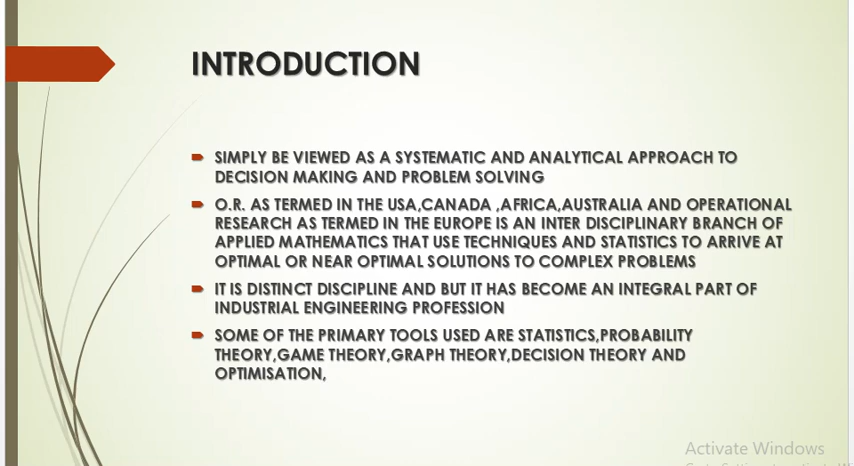 INTRODUCTION
SIMPLY BE VIEWED AS A SYSTEMATIC AND ANALYTICAL APPROACH TO
DECISION MAKING AND PROBLEM SOLVING
O.R. AS TERMED IN THE USA,CANADA ,AFRICA,AUSTRALIA AND OPERATIONAL
RESEARCH AS TERMED IN THE EUROPE IS AN INTER DISCIPLINARY BRANCH OF
APPLIED MATHEMATICS THAT USE TECHNIQUES AND STATISTICS TO ARRIVE AT
OPTIMAL OR NEAR OPTIMAL SOLUTIONS TO COMPLEX PROBLEMS
IT IS DISTINCT DISCIPLINE AND BUT IT HAS BECOME AN INTEGRAL PART OF
INDUSTRIAL ENGINEERING PROFESSION
SOME OF THE PRIMARY TOOLS USED ARE STATISTICS,PROBABILITY
THEORY,GAME THEORY,GRAPH THEORY,DECISION THEORY AND
OPTIMISATION,
Activate Windows